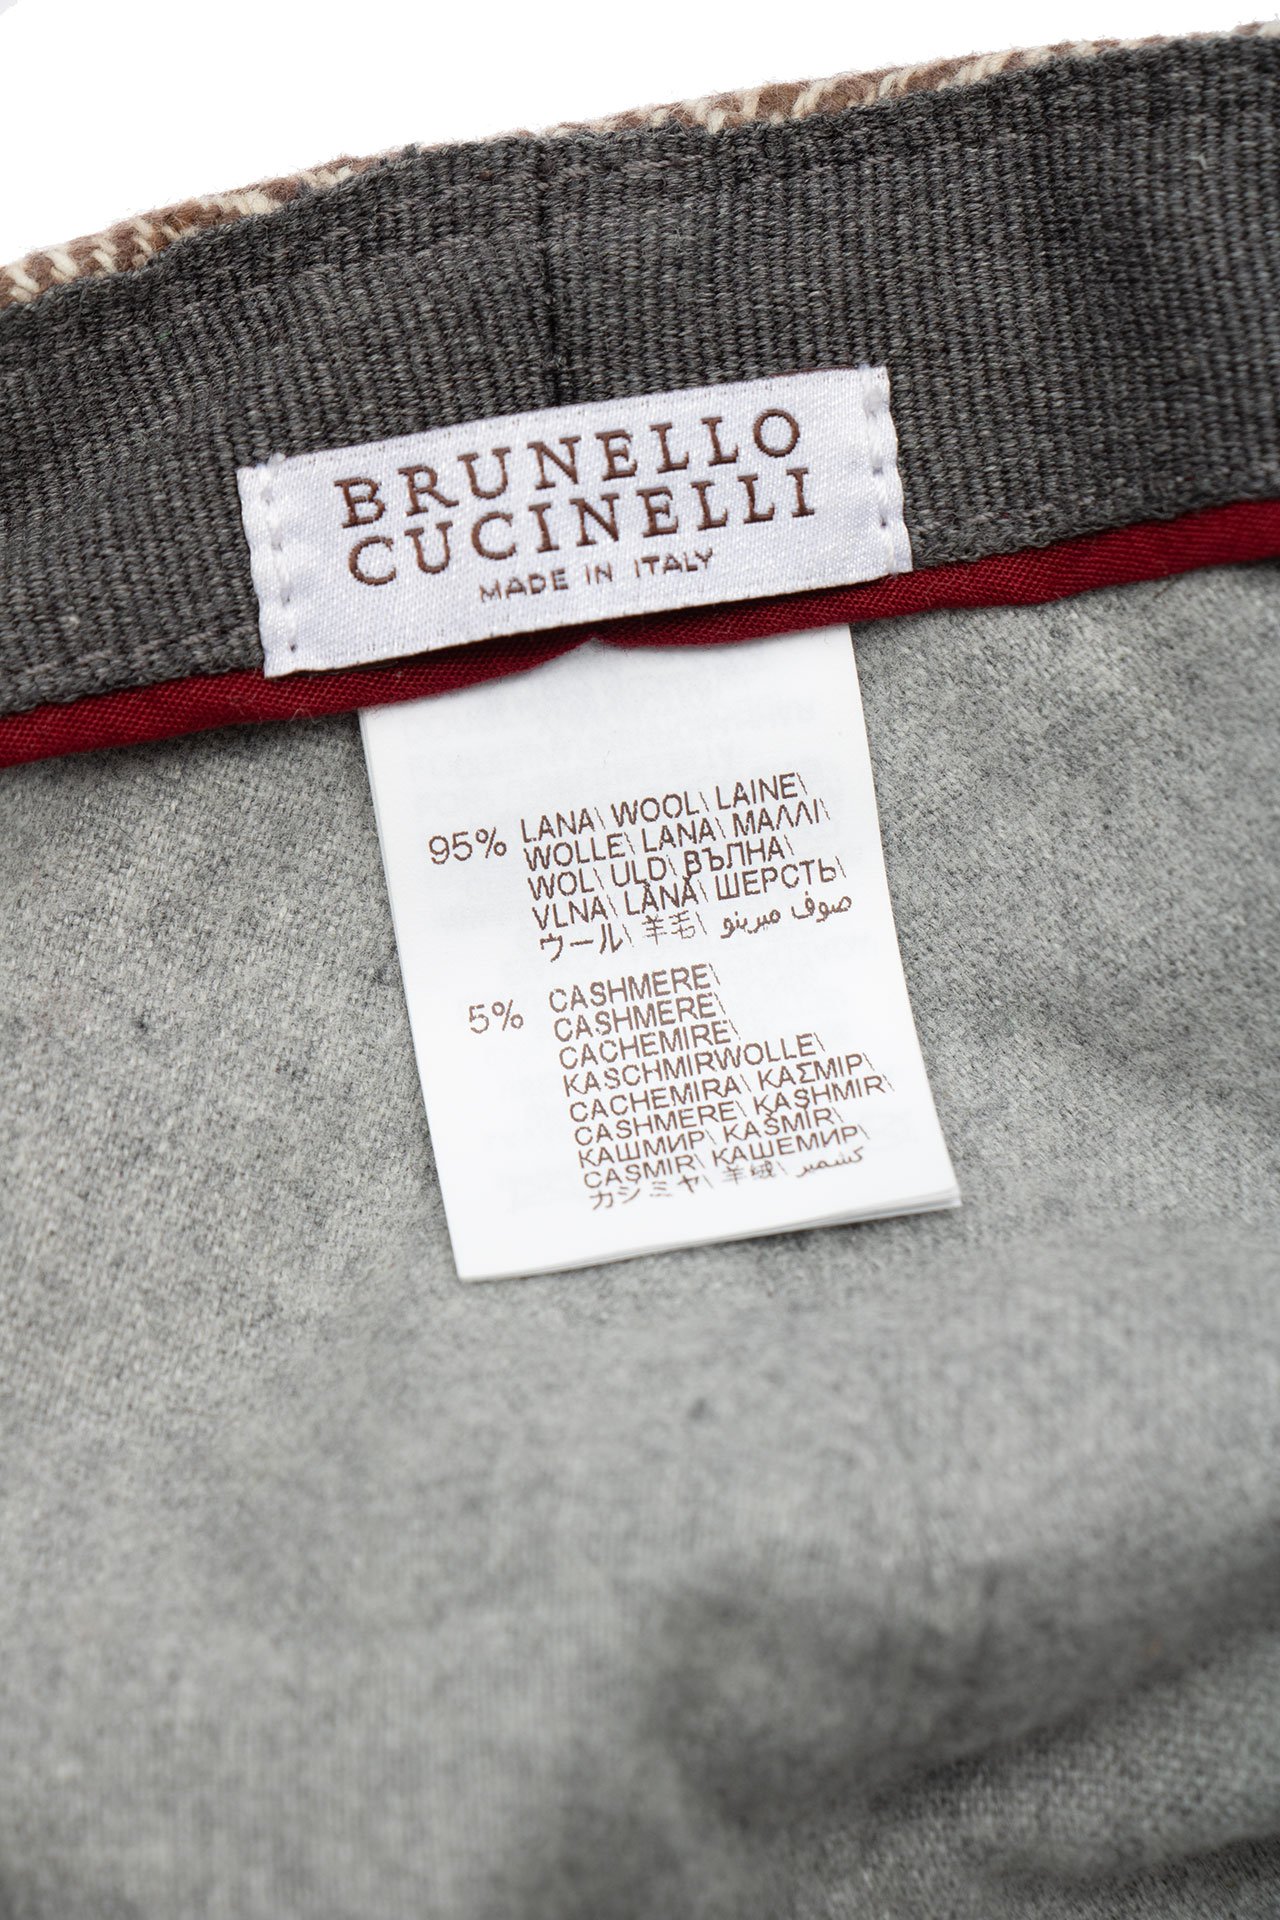 BRUNELLO
CUCINELLI
MADE IN ITALY
95% LANA\ WOOL\ LAINE\
WOLLE\ LANA\ ΜΑΛΛΙ\
WOL\ ULD\ ВЪЛНА\
VLNA\ LÂNĂ\ ШЕРСТЬ\
ウール\ 羊毛\ صوف ميرينو
5% CASHMERE\
CASHMERE\
CACHEMIRE\
KASCHMIRWOLLE\
CACHEMIRA\ ΚΑΣΜΙΡ\
CASHMERE\ KASHMIR\
КАШМИР\ KAŠMÍR\
CAŞMIR\ КАШЕМИР\
カシミヤ\ 羊绒\ كشمير